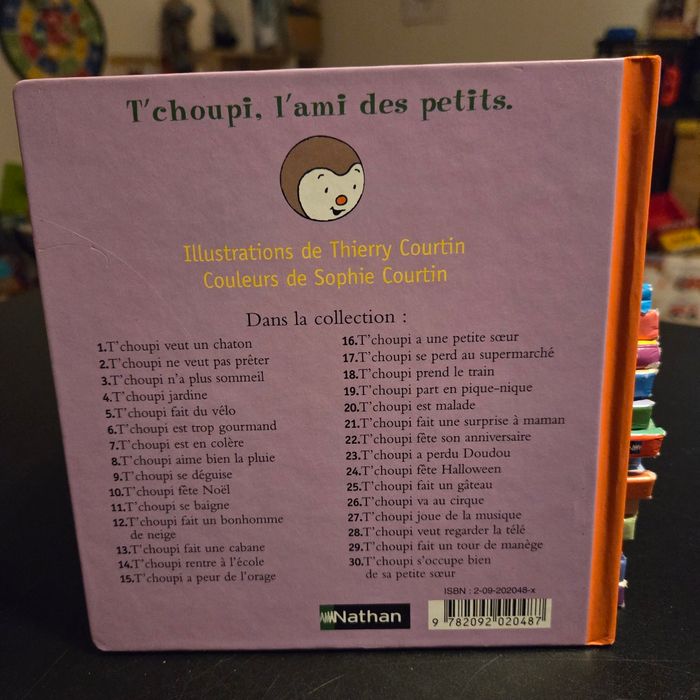 T'choupi, l'ami des petits.
Illustrations de Thierry Courtin
Couleurs de Sophie Courtin
Dans la collection :
1.T'choupi veut un chaton
2.T'choupi ne veut pas prêter
3.T'choupi n'a plus sommeil
4.T'choupi jardine
5.T'choupi fait du vélo
6.T'choupi est trop gourmand
7.T'choupi est en colère
8.T'choupi aime bien la pluie
9.T'choupi se déguise
10.T'choupi fête Noël
11.T'choupi se baigne
12.T'choupi fait un bonhomme
de neige
13.T'choupi fait une cabane
14.T'choupi rentre à l'école
15.T'choupi a peur de l'orage
16.T'choupi a une petite sœur
17.T'choupi se perd au supermarché
18.T'choupi prend le train
19.T'choupi part en pique-nique
20.T'choupi est malade
21.T'choupi fait une surprise à maman
22.T'choupi fête son anniversaire
23.T'choupi a perdu Doudou
24.T'choupi fête Halloween
25.T'choupi fait un gâteau
26.T'choupi va au cirque
27.T'choupi joue de la musique
28.T'choupi veut regarder la télé
29.T'choupi fait un tour de manège
30.T'choupi s'occupe bien
de sa petite sœur
ISBN : 2-09-202048-x
Nathan
9 782092 020487